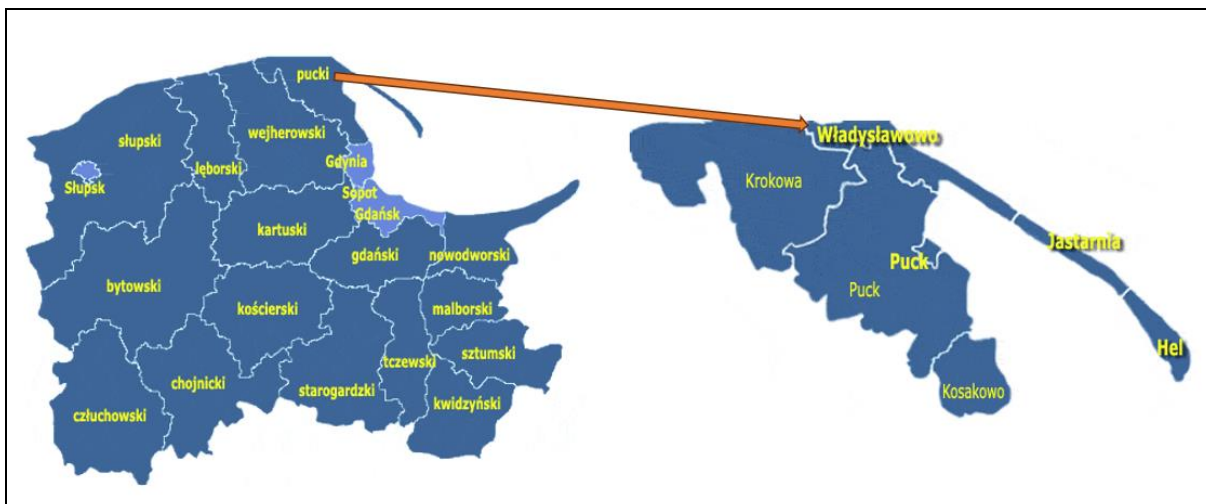 pucki
słupski
wejherowski
lęborski
Gdynia
Słupsk
Sopot
Gdańsk
kartuski
gdański
nowodworski
bytowski
kościerski
malborski
sztumski
tczewski
chojnicki
starogardzki
kwidzyński
człuchowski
Władysławowo
Krokowa
Jastarnia
Puck
Puck
Hel
Kosakowo